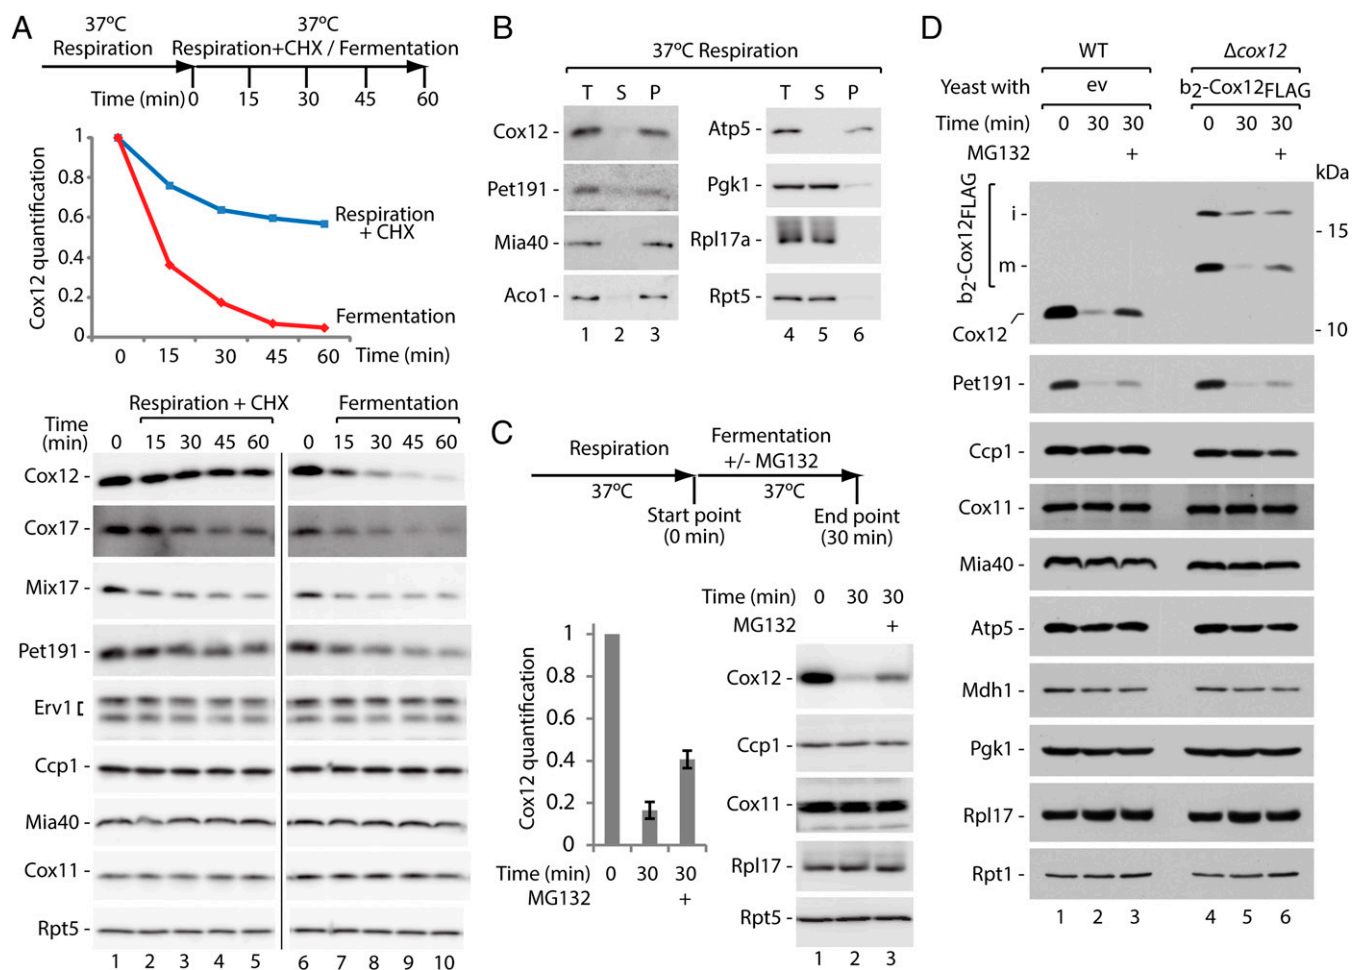 A
37ºC
Respiration
37ºC
Respiration+CHX / Fermentation
Time (min) 0 15 30 45 60
Cox12 quantification
1
0.8
0.6
0.4
0.2
0
Respiration
+ CHX
Fermentation
0 15 30 45 60 Time (min)
Respiration + CHX Fermentation
Time
(min) 0 15 30 45 60 0 15 30 45 60
Cox12 -
Cox17 -
Mix17 -
Pet191 -
Erv1 [
Ccp1 -
Mia40 -
Cox11 -
Rpt5 -
1 2 3 4 5 6 7 8 9 10
B
37ºC Respiration
T S P T S P
Cox12 - Atp5 -
Pet191 - Pgk1 -
Mia40 - Rpl17a -
Aco1 - Rpt5 -
1 2 3 4 5 6
C
Respiration
37ºC
Fermentation
+/- MG132
37ºC
Start point
(0 min)
End point
(30 min)
Cox12 quantification
1
0.8
0.6
0.4
0.2
0
Time (min) 0 30 30
MG132 +
Time (min) 0 30 30
MG132 +
Cox12 -
Ccp1 -
Cox11 -
Rpl17 -
Rpt5 -
1 2 3
D
WT Δcox12
Yeast with ev b2-Cox12FLAG
Time (min) 0 30 30 0 30 30
MG132 + +
kDa
b2-Cox12FLAG
i -
- 15
m -
Cox12
- 10
Pet191 -
Ccp1 -
Cox11 -
Mia40 -
Atp5 -
Mdh1 -
Pgk1 -
Rpl17 -
Rpt1 -
1 2 3 4 5 6